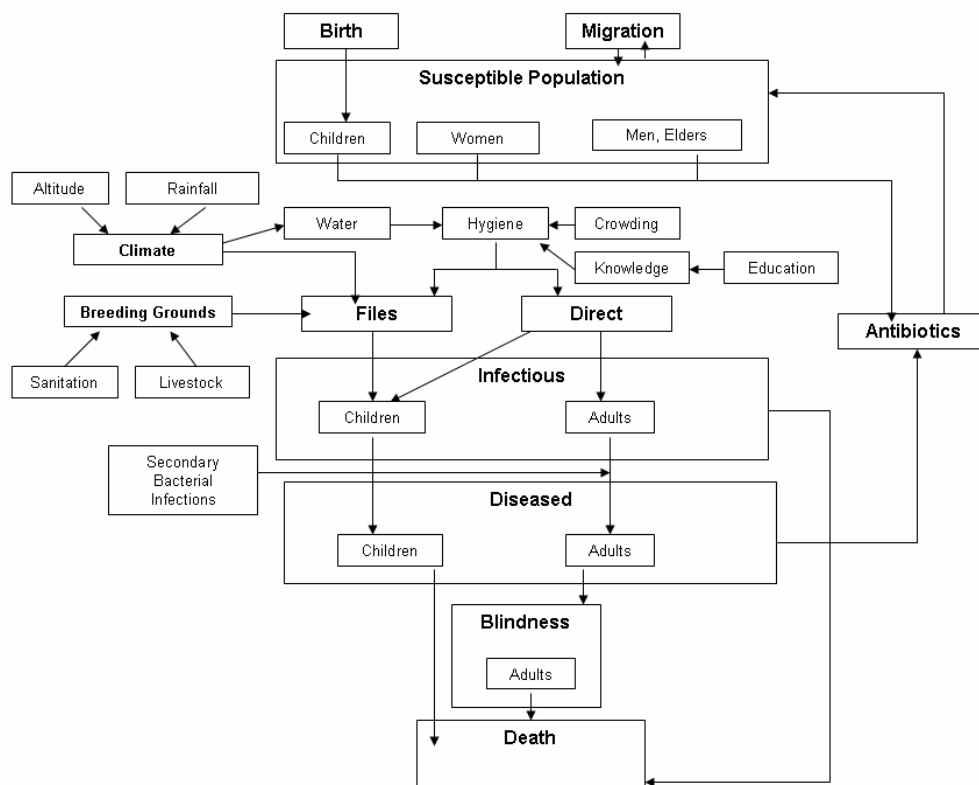 Birth
Migration
Susceptible Population
Children
Women
Men, Elders
Altitude
Rainfall
Water
Hygiene
Crowding
Climate
Knowledge
Education
Breeding Grounds
Files
Direct
Antibiotics
Sanitation
Livestock
Infectious
Children
Adults
Secondary
Bacterial
Infections
Diseased
Children
Adults
Blindness
Adults
Death